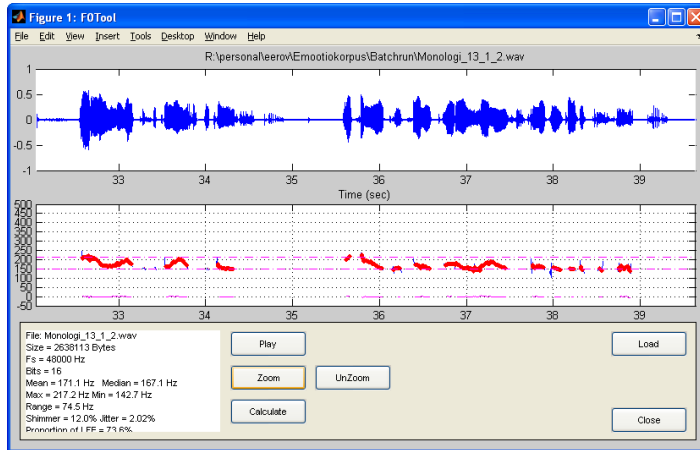 Figure 1: F0Tool
File Edit View Insert Tools Desktop Window Help
R:\personal\eerov\Emootiokorpus\Batchrun\Monologi_13_1_2.wav
1
0.5
0
-0.5
-1
33 34 35 36 37 38 39
Time (sec)
500
450
400
350
300
250
200
150
100
50
0
-50
33 34 35 36 37 38 39
File: Monologi_13_1_2.wav
Size = 2638113 Bytes
Fs = 48000 Hz
Bits = 16
Mean = 171.1 Hz Median = 167.1 Hz
Max = 217.2 Hz Min = 142.7 Hz
Range = 74.5 Hz
Shimmer = 12.0% Jitter = 2.02%
Proportion of LFE = 73.6%
Play
Load
Zoom UnZoom
Calculate
Close